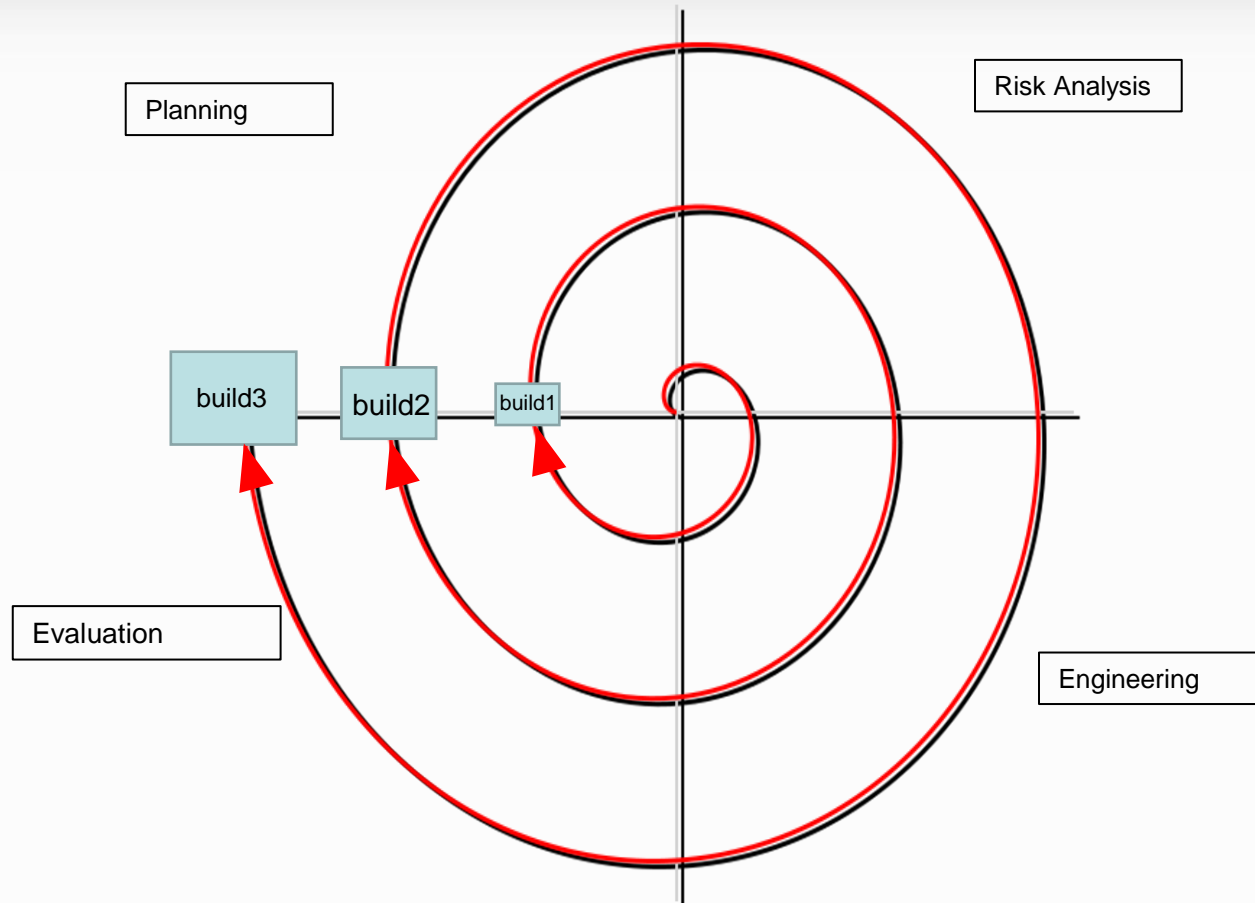 Planning
Risk Analysis
build3
build2
build1
Evaluation
Engineering